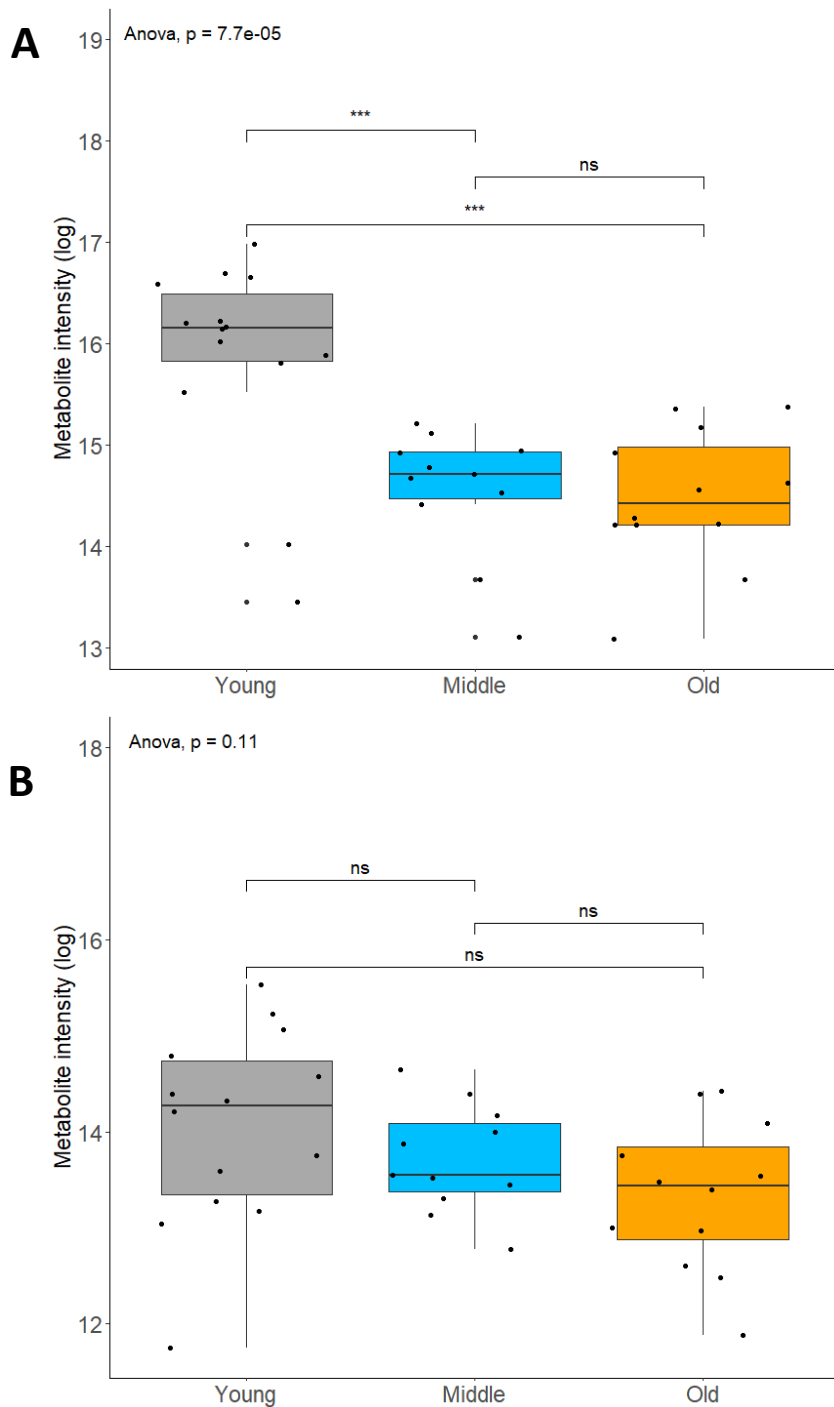 A
Anova, p = 7.7e-05
19
18
17
16
15
14
13
Metabolite intensity (log)
***
ns
***
Young Middle Old
B
Anova, p = 0.11
18
16
14
12
Metabolite intensity (log)
ns
ns
ns
Young Middle Old